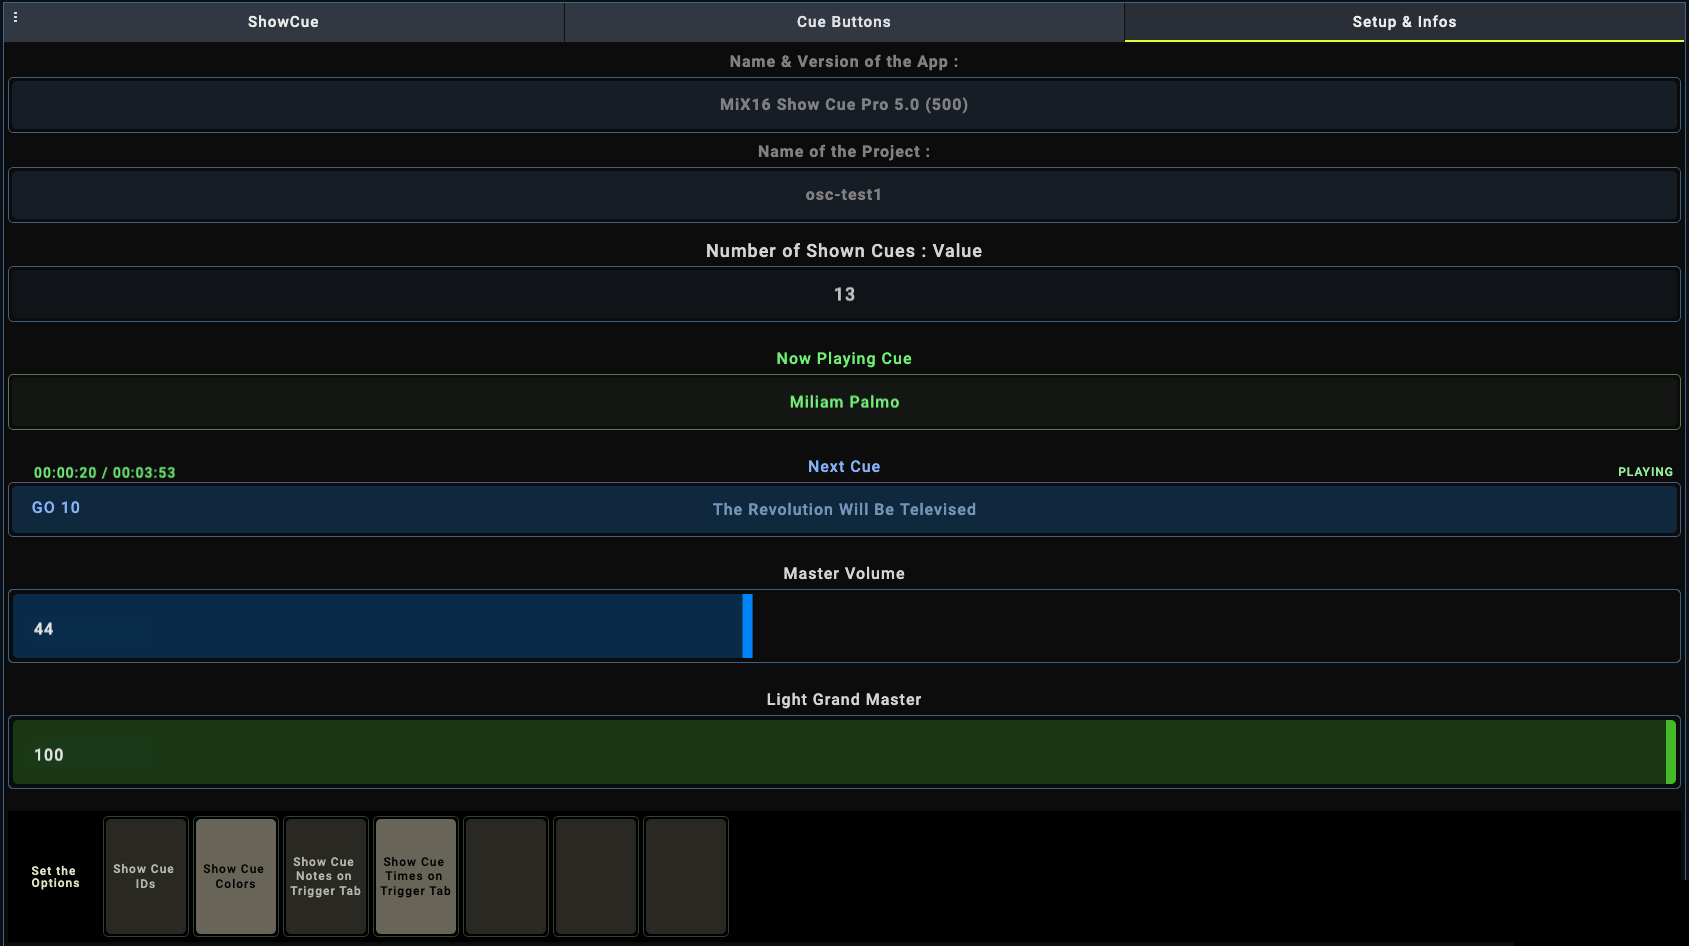 ShowCue
Cue Buttons
Setup & Infos
Name & Version of the App :
MiX16 Show Cue Pro 5.0 (500)
Name of the Project :
osc-test1
Number of Shown Cues : Value
13
Now Playing Cue
Miliam Palmo
00:00:20 / 00:03:53
Next Cue
PLAYING
GO 10
The Revolution Will Be Televised
Master Volume
44
Light Grand Master
100
Set the
Options
Show Cue
IDs
Show Cue
Colors
Show Cue
Notes on
Trigger Tab
Show Cue
Times on
Trigger Tab